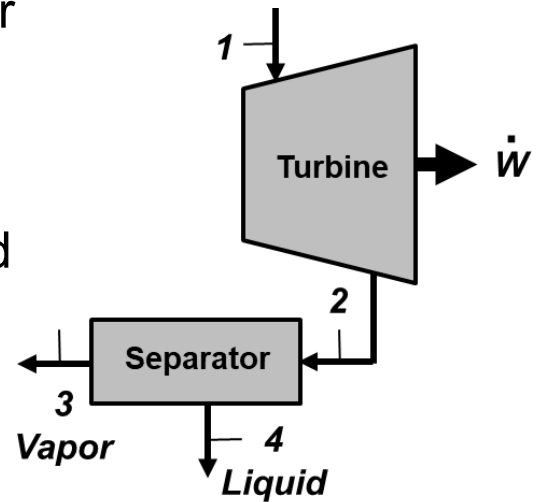 r
1
Turbine
Ẇ
d
2
Separator
3
Vapor
4
Liquid